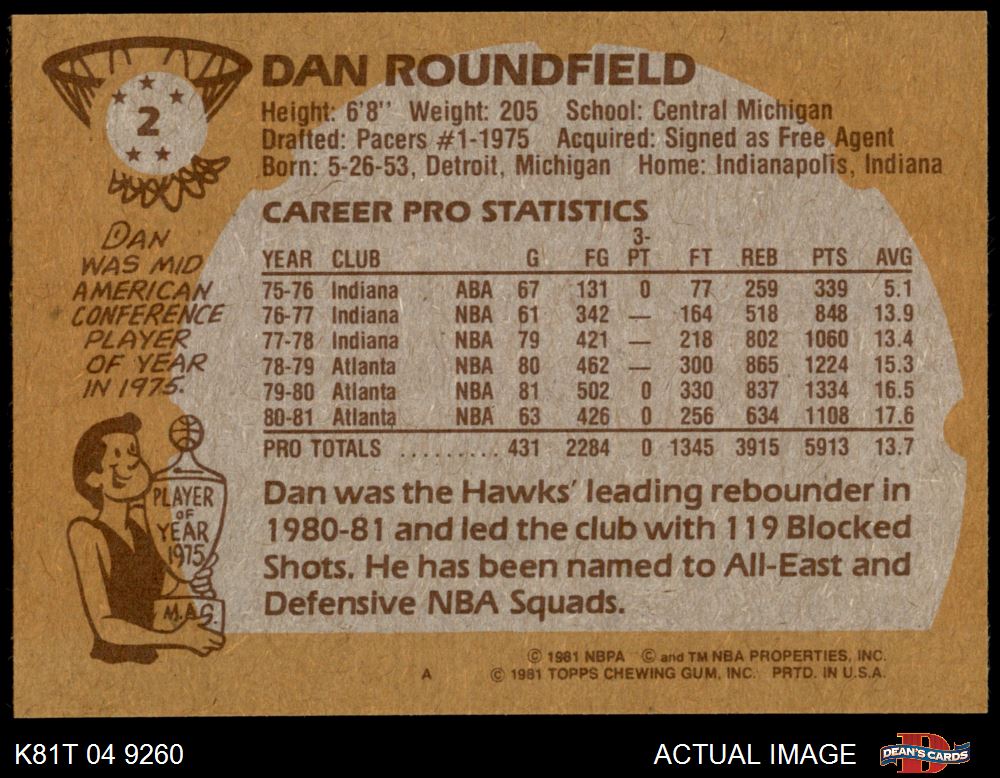 2
DAN ROUNDFIELD
Height: 6'8'' Weight: 205 School: Central Michigan
Drafted: Pacers #1-1975 Acquired: Signed as Free Agent
Born: 5-26-53, Detroit, Michigan Home: Indianapolis, Indiana
DAN
WAS MID
AMERICAN
CONFERENCE
PLAYER
OF YEAR
IN 1975.
PLAYER
OF
YEAR
1975
M.A.C.
CAREER PRO STATISTICS
YEAR CLUB G FG 3-PT FT REB PTS AVG
75-76 Indiana ABA 67 131 0 77 259 339 5.1
76-77 Indiana NBA 61 342 — 164 518 848 13.9
77-78 Indiana NBA 79 421 — 218 802 1060 13.4
78-79 Atlanta NBA 80 462 — 300 865 1224 15.3
79-80 Atlanta NBA 81 502 0 330 837 1334 16.5
80-81 Atlanta NBA 63 426 0 256 634 1108 17.6
PRO TOTALS ......... 431 2284 0 1345 3915 5913 13.7
Dan was the Hawks' leading rebounder in
1980-81 and led the club with 119 Blocked
Shots. He has been named to All-East and
Defensive NBA Squads.
© 1981 NBPA © and TM NBA PROPERTIES, INC.
A © 1981 TOPPS CHEWING GUM, INC. PRTD. IN U.S.A.
K81T 04 9260 ACTUAL IMAGE DEAN'S CARDS